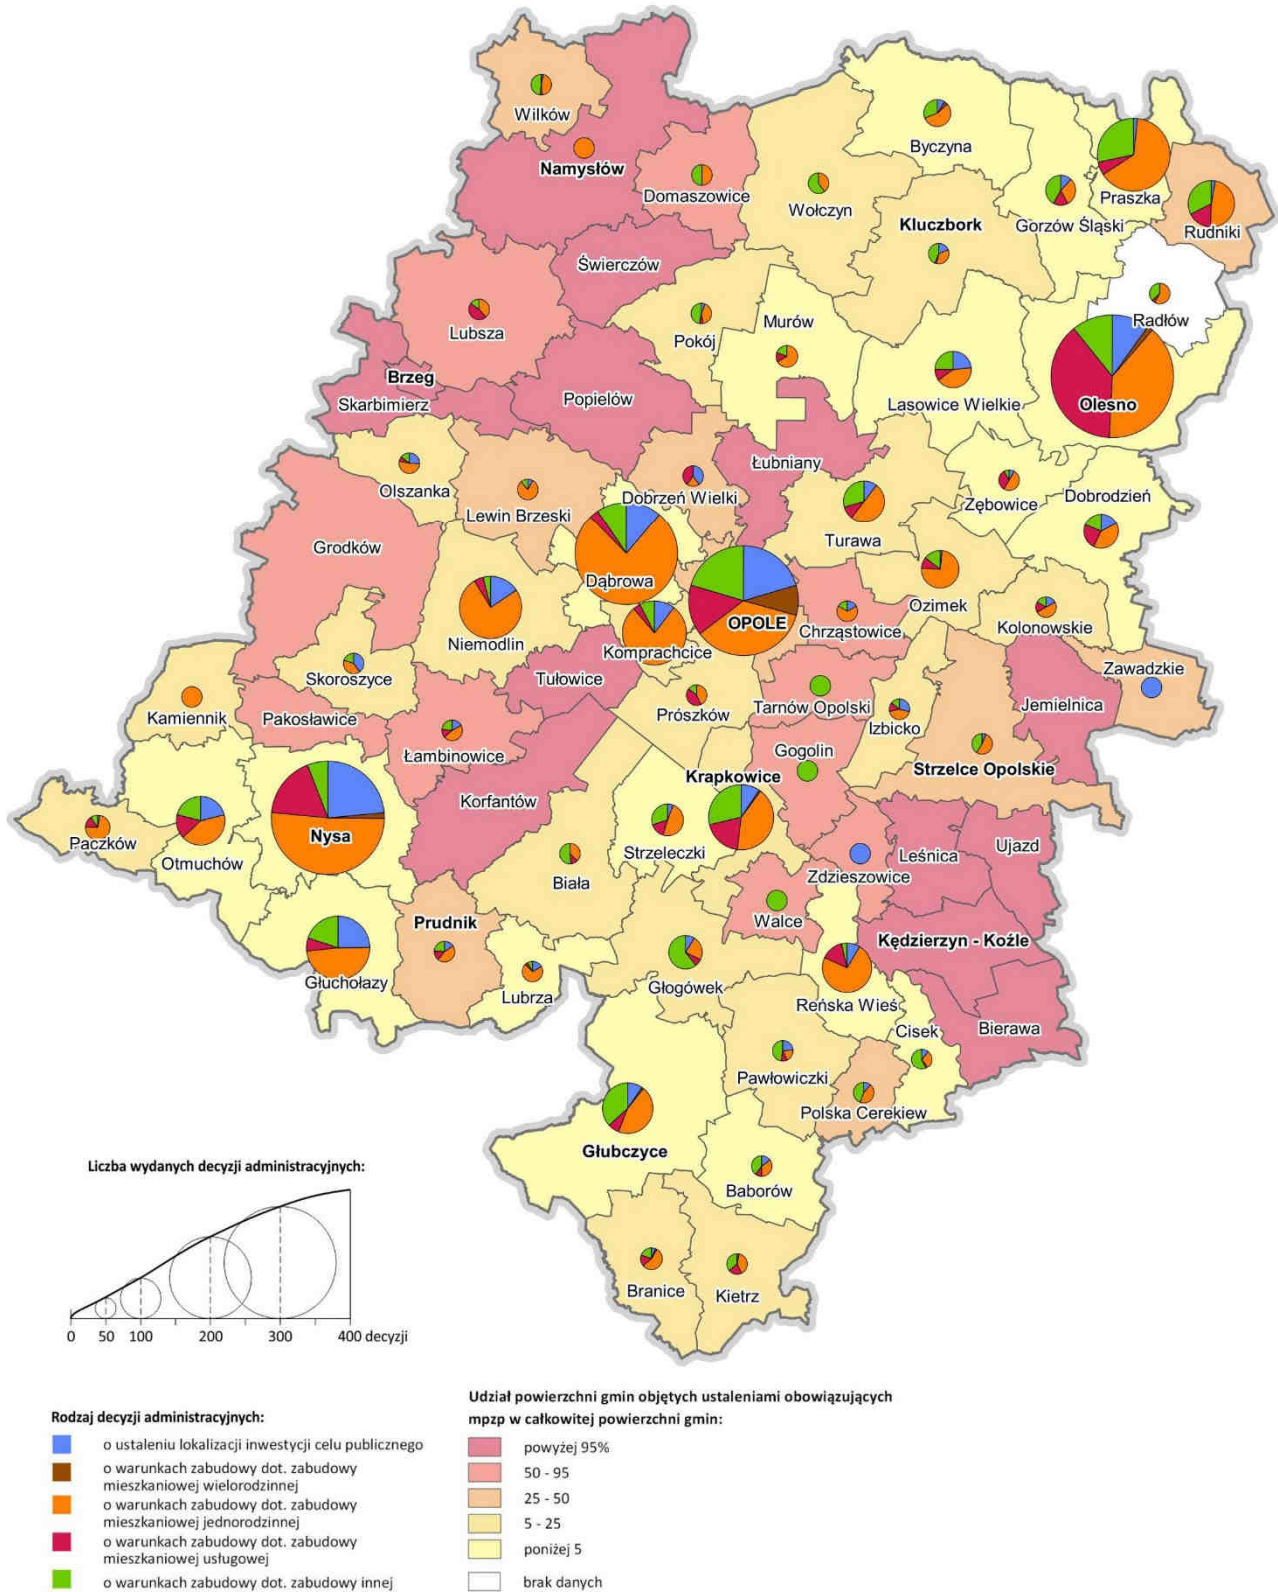 Wilków
Namysłów
Domaszowice
Wołczyn
Byczyna
Kluczbork
Gorzów Śląski
Praszka
Rudniki
Radłów
Olesno
Świerczów
Lubsza
Pokój
Murów
Lasowice Wielkie
Brzeg
Skarbimierz
Popielów
Łubniany
Olszanka
Lewin Brzeski
Dobrzeń Wielki
Turawa
Zębowice
Dobrodzień
Grodków
Dąbrowa
Niemodlin
Komprachcice
OPOLE
Chrząstowice
Ozimek
Kolonowskie
Zawadzkie
Jemielnica
Skoroszyce
Tułowice
Kamiennik
Pakosławice
Łambinowice
Prószków
Tarnów Opolski
Izbicko
Gogolin
Strzelce Opolskie
Korfantów
Krapkowice
Paczków
Otmuchów
Nysa
Strzeleczki
Biała
Zdzieszowice
Leśnica
Ujazd
Walce
Prudnik
Kędzierzyn - Koźle
Głuchołazy
Lubrza
Głogówek
Reńska Wieś
Cisek
Bierawa
Pawłowiczki
Polska Cerekiew
Głubczyce
Baborów
Branice
Kietrz
Liczba wydanych decyzji administracyjnych:
0 50 100 200 300 400 decyzji
Rodzaj decyzji administracyjnych:
o ustaleniu lokalizacji inwestycji celu publicznego
o warunkach zabudowy dot. zabudowy
mieszkaniowej wielorodzinnej
o warunkach zabudowy dot. zabudowy
mieszkaniowej jednorodzinnej
o warunkach zabudowy dot. zabudowy
mieszkaniowej usługowej
o warunkach zabudowy dot. zabudowy innej
Udział powierzchni gmin objętych ustaleniami obowiązujących
mpzp w całkowitej powierzchni gmin:
powyżej 95%
50 - 95
25 - 50
5 - 25
poniżej 5
brak danych